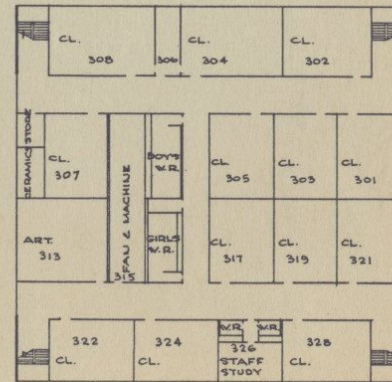 CL. 308
306
CL. 304
CL. 302
CERAMICS STORE
CL. 307
FAN & MACHINE
315
BOYS W.R.
CL. 305
CL. 303
CL. 301
ART. 313
GIRLS W.R.
CL. 317
CL. 319
CL. 321
322 CL.
324 CL.
W.R.
W.R.
326
STAFF
STUDY
328 CL.